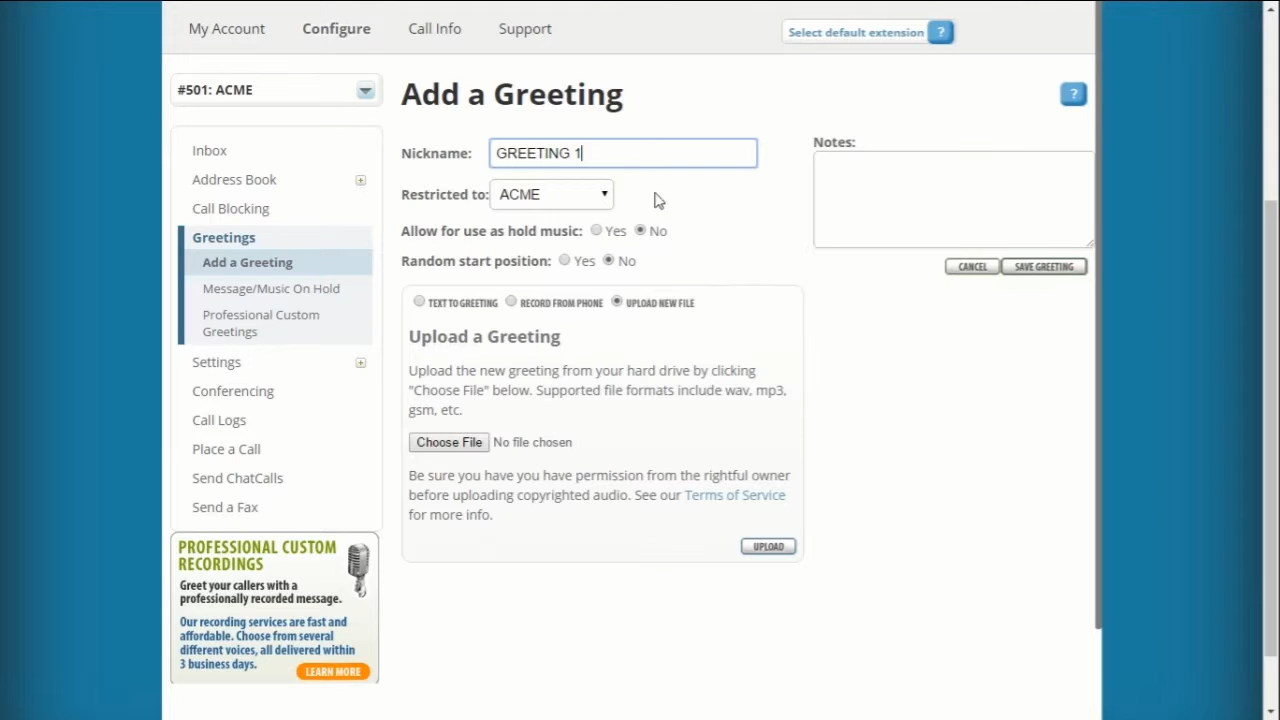 My Account
Configure
Call Info
Support
Select default extension
?
#501: ACME
Inbox
Address Book
Call Blocking
Greetings
Add a Greeting
Message/Music On Hold
Professional Custom
Greetings
Settings
Conferencing
Call Logs
Place a Call
Send ChatCalls
Send a Fax
PROFESSIONAL CUSTOM
RECORDINGS
Greet your callers with a
professionally recorded message.
Our recording services are fast and
affordable. Choose from several
different voices, all delivered within
3 business days.
LEARN MORE
Add a Greeting
?
Nickname: GREETING 1
Restricted to: ACME
Allow for use as hold music: Yes No
Random start position: Yes No
TEXT TO GREETING RECORD FROM PHONE UPLOAD NEW FILE
Upload a Greeting
Upload the new greeting from your hard drive by clicking
"Choose File" below. Supported file formats include wav, mp3,
gsm, etc.
Choose File No file chosen
Be sure you have you have permission from the rightful owner
before uploading copyrighted audio. See our Terms of Service
for more info.
UPLOAD
Notes:
CANCEL SAVE GREETING